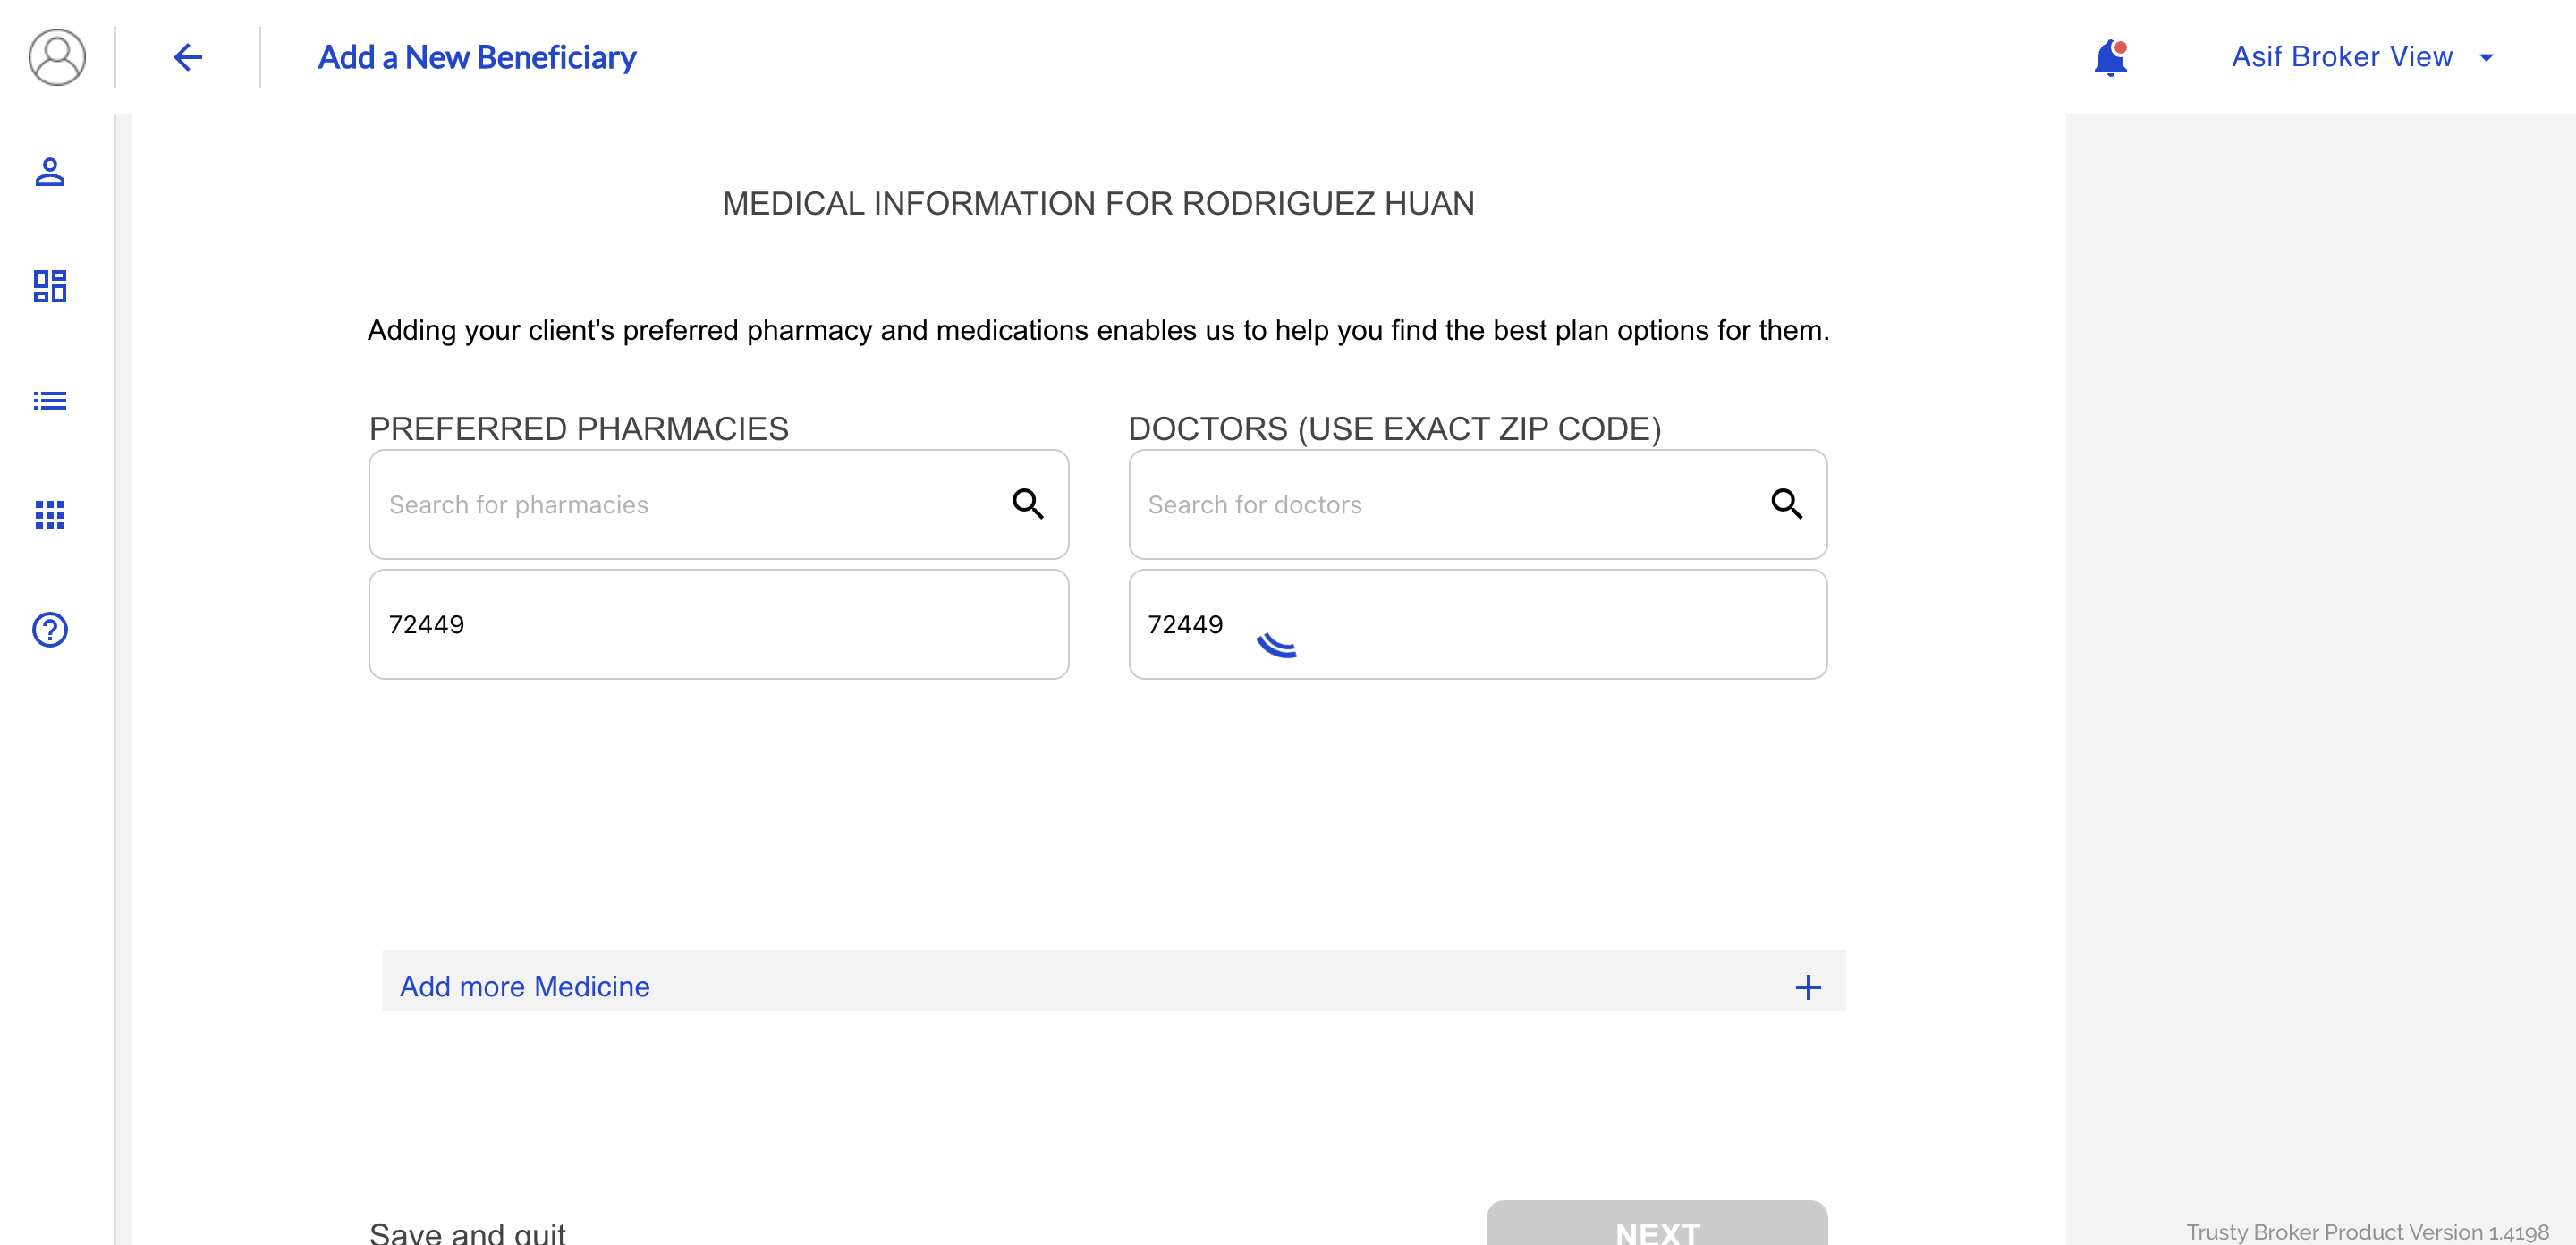 Add a New Beneficiary
Asif Broker View
MEDICAL INFORMATION FOR RODRIGUEZ HUAN
Adding your client's preferred pharmacy and medications enables us to help you find the best plan options for them.
PREFERRED PHARMACIES
DOCTORS (USE EXACT ZIP CODE)
Search for pharmacies
Search for doctors
72449
72449
Add more Medicine
Save and quit
NEXT
Trusty Broker Product Version 1.4198